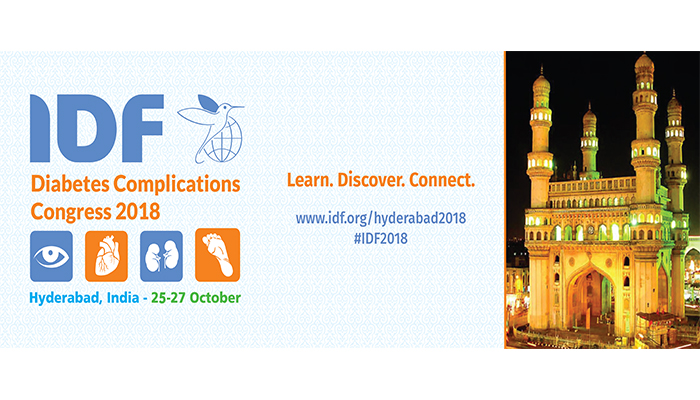 IDF
Diabetes Complications
Congress 2018
Hyderabad, India - 25-27 October
Learn. Discover. Connect.
www.idf.org/hyderabad2018
#IDF2018